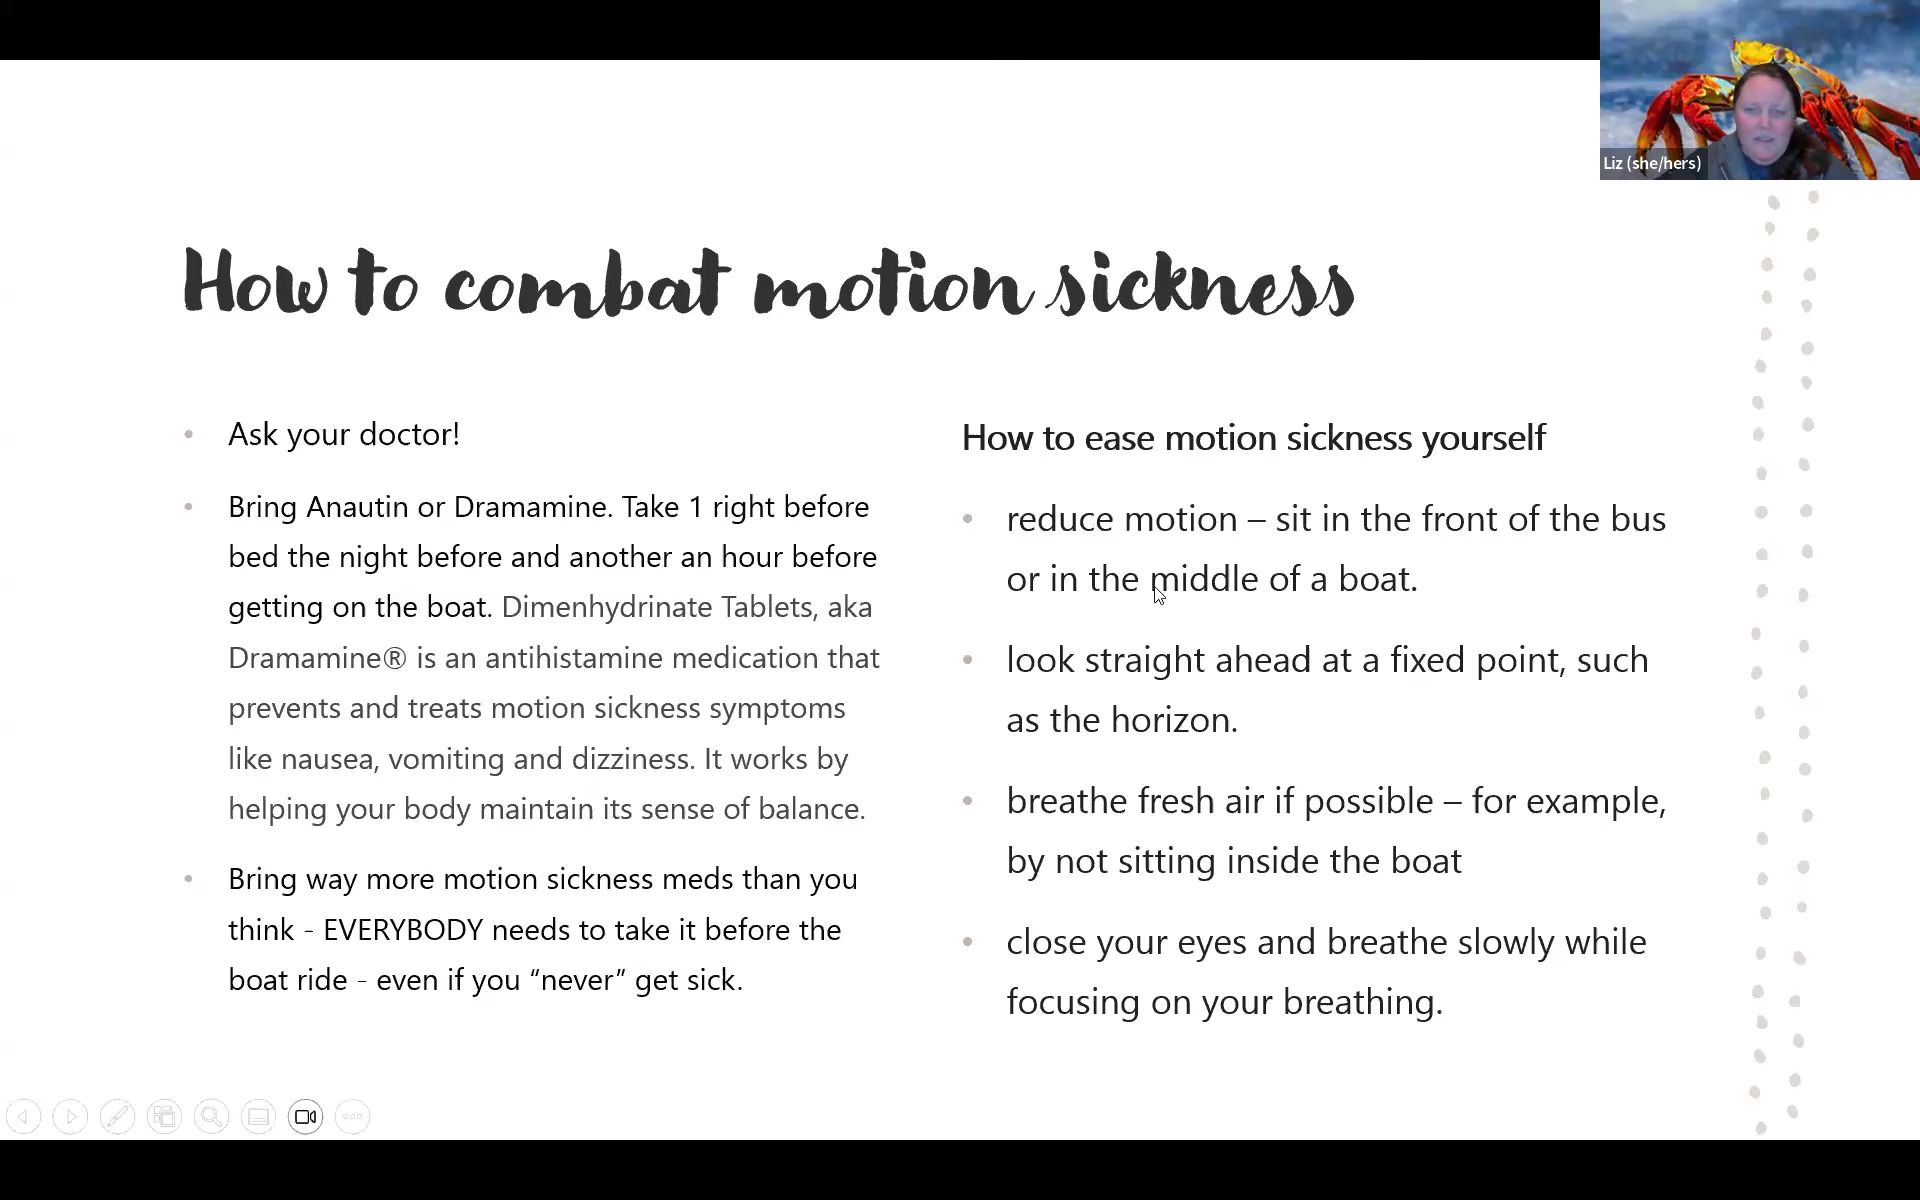 Liz (she/hers)
How to combat motion sickness
• Ask your doctor!
• Bring Anautin or Dramamine. Take 1 right before
bed the night before and another an hour before
getting on the boat. Dimenhydrinate Tablets, aka
Dramamine® is an antihistamine medication that
prevents and treats motion sickness symptoms
like nausea, vomiting and dizziness. It works by
helping your body maintain its sense of balance.
• Bring way more motion sickness meds than you
think - EVERYBODY needs to take it before the
boat ride - even if you “never” get sick.
How to ease motion sickness yourself
• reduce motion – sit in the front of the bus
or in the middle of a boat.
• look straight ahead at a fixed point, such
as the horizon.
• breathe fresh air if possible – for example,
by not sitting inside the boat
• close your eyes and breathe slowly while
focusing on your breathing.